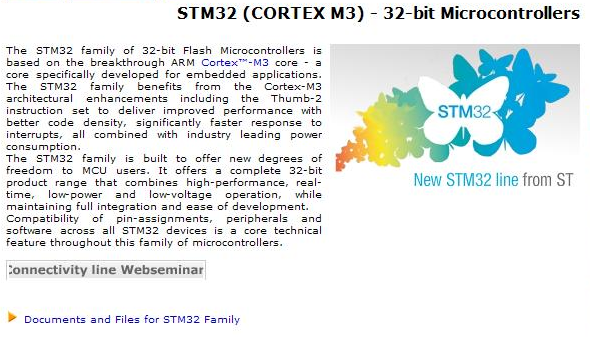 STM32 (CORTEX M3) - 32-bit Microcontrollers
The STM32 family of 32-bit Flash Microcontrollers is
based on the breakthrough ARM Cortex™-M3 core - a
core specifically developed for embedded applications.
The STM32 family benefits from the Cortex-M3
architectural enhancements including the Thumb-2
instruction set to deliver improved performance with
better code density, significantly faster response to
interrupts, all combined with industry leading power
consumption.
The STM32 family is built to offer new degrees of
freedom to MCU users. It offers a complete 32-bit
product range that combines high-performance, real-
time, low-power and low-voltage operation, while
maintaining full integration and ease of development.
Compatibility of pin-assignments, peripherals and
software across all STM32 devices is a core technical
feature throughout this family of microcontrollers.
STM32
New STM32 line from ST
Connectivity line Webseminar
Documents and Files for STM32 Family